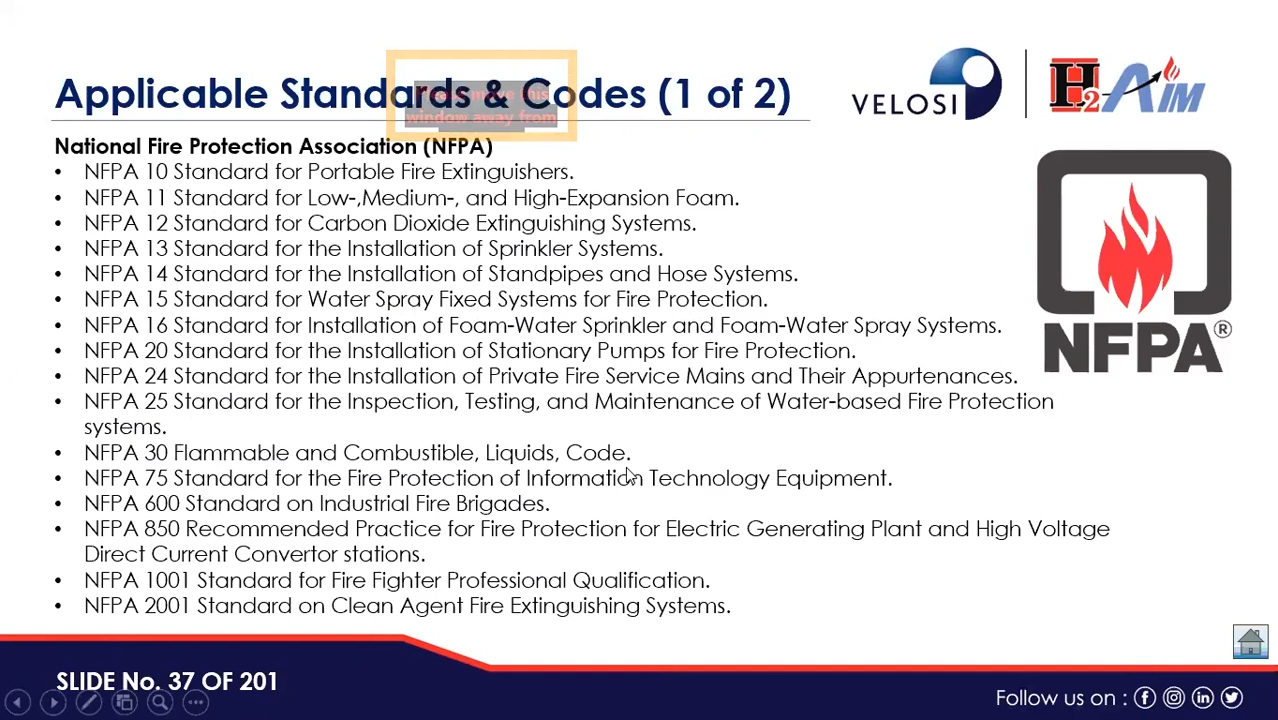 Applicable Standards & Codes (1 of 2)
window away from
VELOSI
H2-AIM
National Fire Protection Association (NFPA)
• NFPA 10 Standard for Portable Fire Extinguishers.
• NFPA 11 Standard for Low-,Medium-, and High-Expansion Foam.
• NFPA 12 Standard for Carbon Dioxide Extinguishing Systems.
• NFPA 13 Standard for the Installation of Sprinkler Systems.
• NFPA 14 Standard for the Installation of Standpipes and Hose Systems.
• NFPA 15 Standard for Water Spray Fixed Systems for Fire Protection.
• NFPA 16 Standard for Installation of Foam-Water Sprinkler and Foam-Water Spray Systems.
• NFPA 20 Standard for the Installation of Stationary Pumps for Fire Protection.
• NFPA 24 Standard for the Installation of Private Fire Service Mains and Their Appurtenances.
• NFPA 25 Standard for the Inspection, Testing, and Maintenance of Water-based Fire Protection
systems.
• NFPA 30 Flammable and Combustible, Liquids, Code.
• NFPA 75 Standard for the Fire Protection of Information Technology Equipment.
• NFPA 600 Standard on Industrial Fire Brigades.
• NFPA 850 Recommended Practice for Fire Protection for Electric Generating Plant and High Voltage
Direct Current Convertor stations.
• NFPA 1001 Standard for Fire Fighter Professional Qualification.
• NFPA 2001 Standard on Clean Agent Fire Extinguishing Systems.
NFPA®
SLIDE No. 37 OF 201
Follow us on :